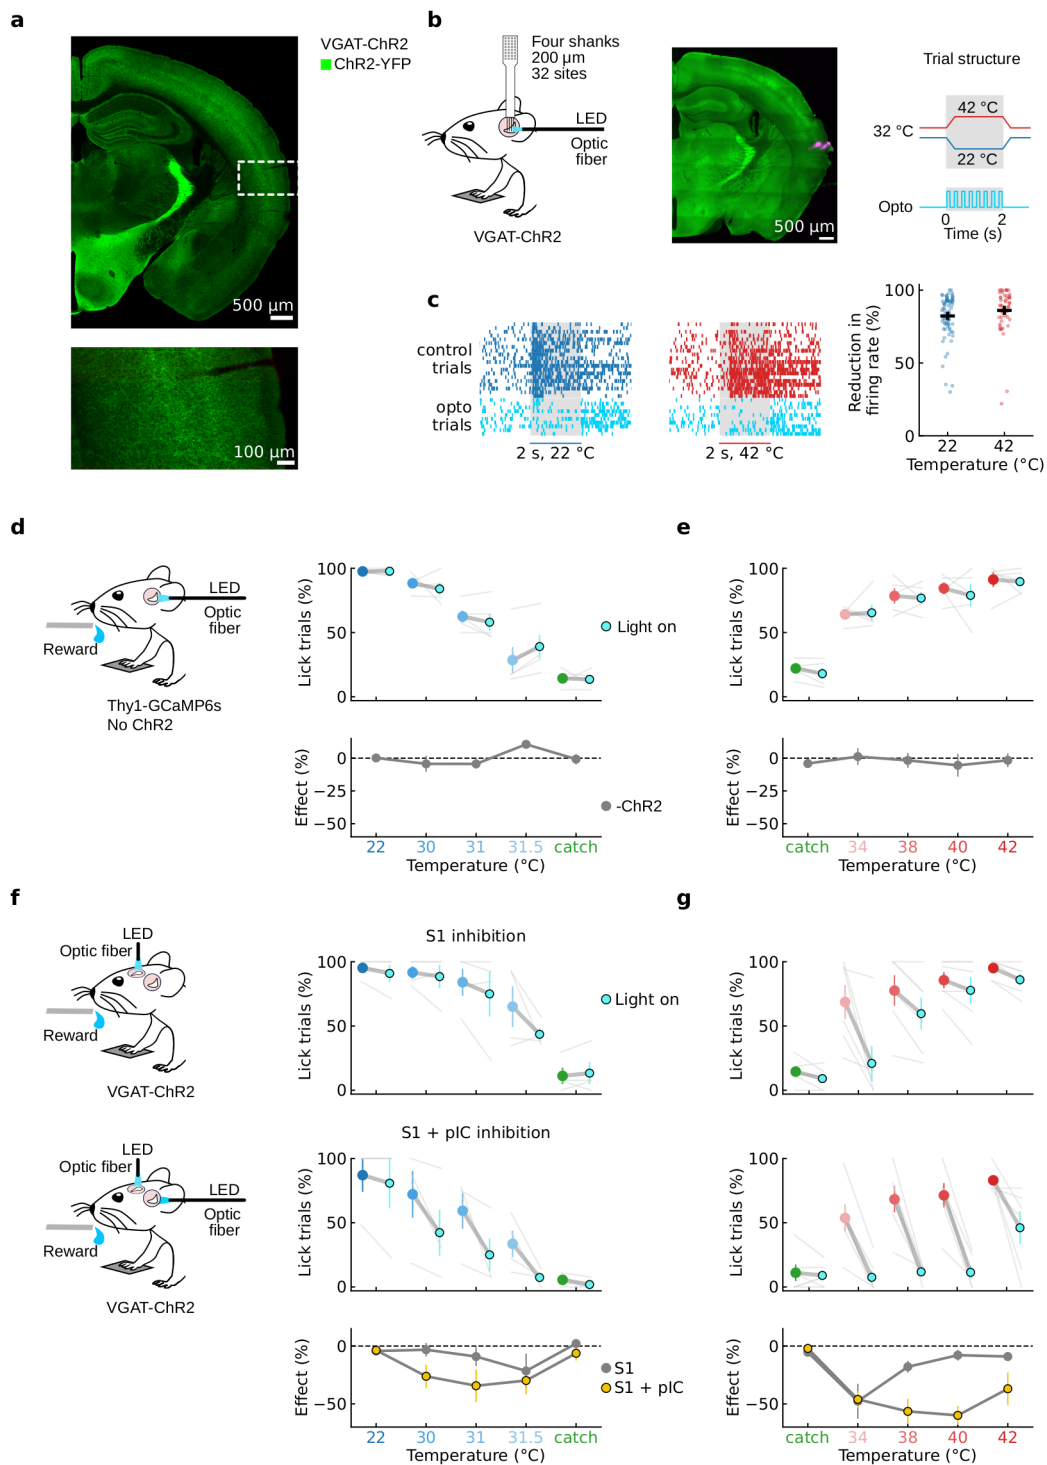 a
VGAT-ChR2
ChR2-YFP
500 µm
100 µm
b
Four shanks
200 µm
32 sites
LED
Optic
fiber
VGAT-ChR2
500 µm
Trial structure
42 °C
32 °C
22 °C
Opto
0 2
Time (s)
c
control
trials
opto
trials
2 s, 22 °C
2 s, 42 °C
Reduction in
firing rate (%)
100
50
0
22 42
Temperature (°C)
d
LED
Optic
fiber
Reward
Thy1-GCaMP6s
No ChR2
Lick trials (%)
100
50
0
Light on
Effect (%)
0
−25
−50
-ChR2
22 30 31 31.5 catch
Temperature (°C)
e
Lick trials (%)
100
50
0
Effect (%)
0
−25
−50
catch 34 38 40 42
Temperature (°C)
f
LED
Optic fiber
Reward
VGAT-ChR2
S1 inhibition
Lick trials (%)
100
50
0
Light on
LED
Optic fiber
LED
Optic
fiber
Reward
VGAT-ChR2
S1 + pIC inhibition
Lick trials (%)
100
50
0
Effect (%)
0
−50
S1
S1 + pIC
22 30 31 31.5 catch
Temperature (°C)
g
Lick trials (%)
100
50
0
Lick trials (%)
100
50
0
Effect (%)
0
−50
catch 34 38 40 42
Temperature (°C)